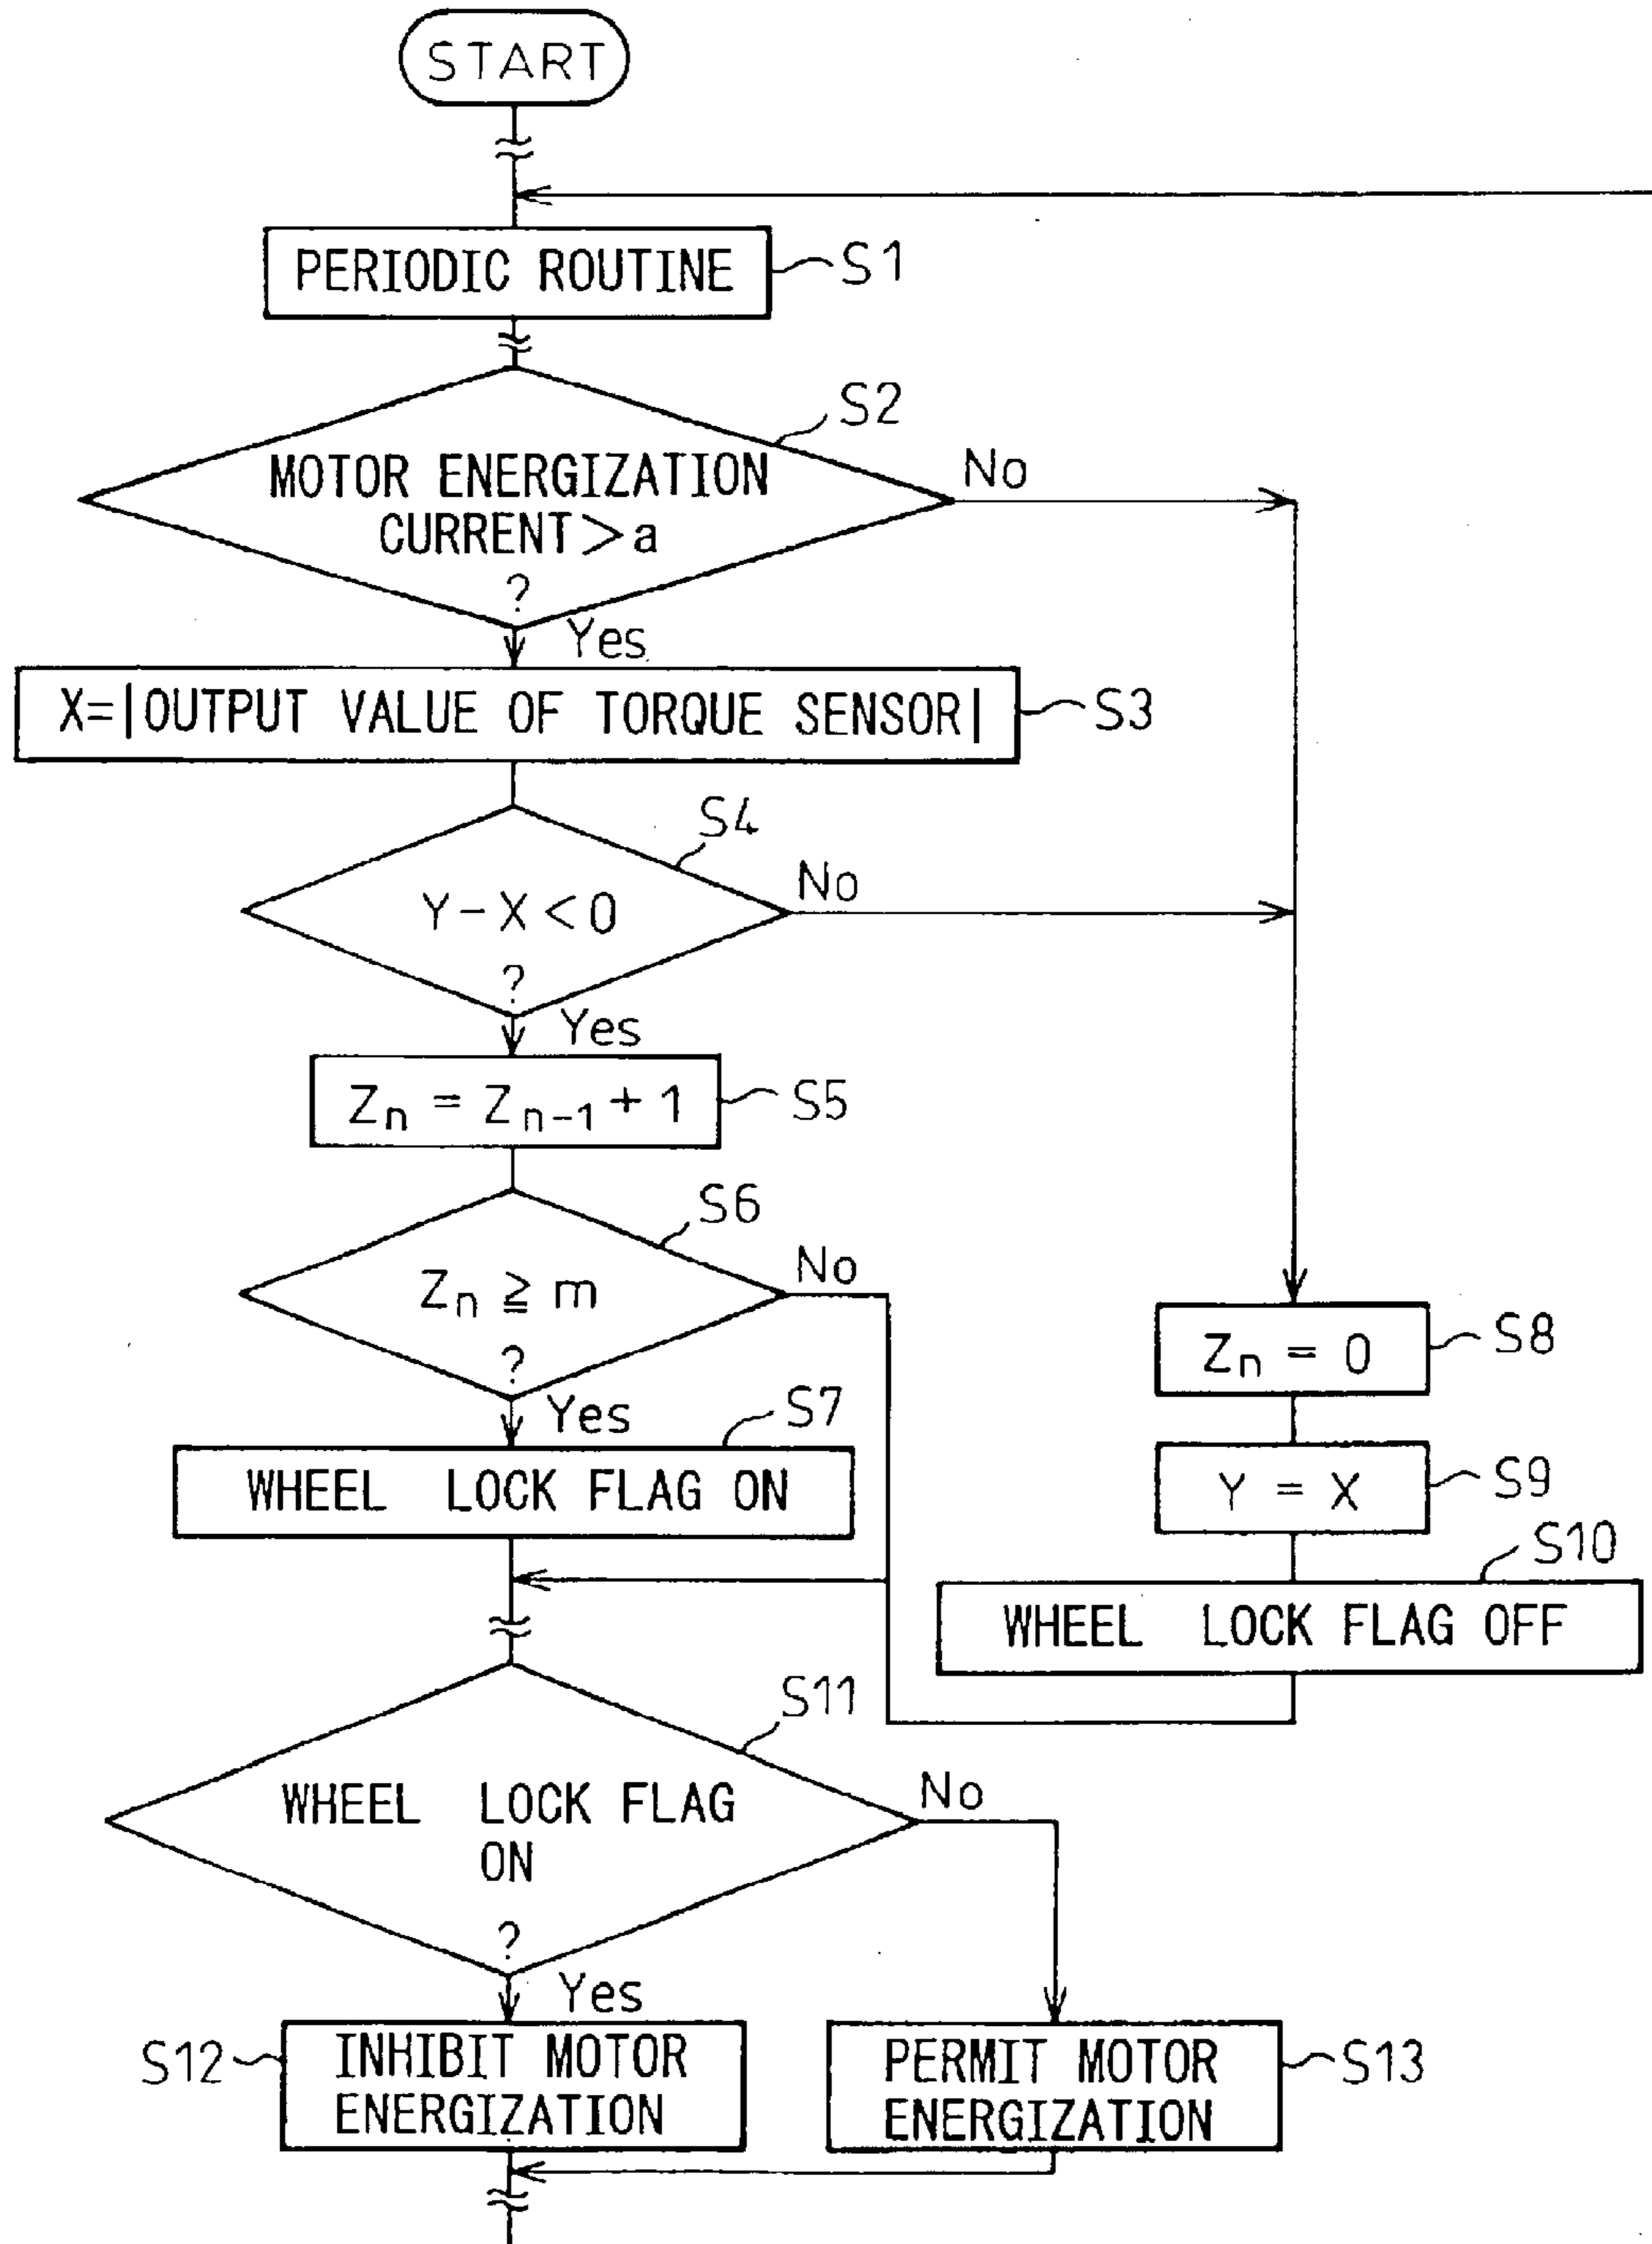 START
PERIODIC ROUTINE
S1
S2
MOTOR ENERGIZATION
CURRENT>a
?
No
Yes
X=|OUTPUT VALUE OF TORQUE SENSOR|
S3
S4
Y-X<0
?
No
Yes
Zn = Zn-1 + 1
S5
S6
Zn ≧ m
?
No
Yes
S7
WHEEL LOCK FLAG ON
Zn = 0
S8
Y = X
S9
S10
WHEEL LOCK FLAG OFF
S11
WHEEL LOCK FLAG
ON
?
No
Yes
S12
INHIBIT MOTOR
ENERGIZATION
PERMIT MOTOR
ENERGIZATION
S13